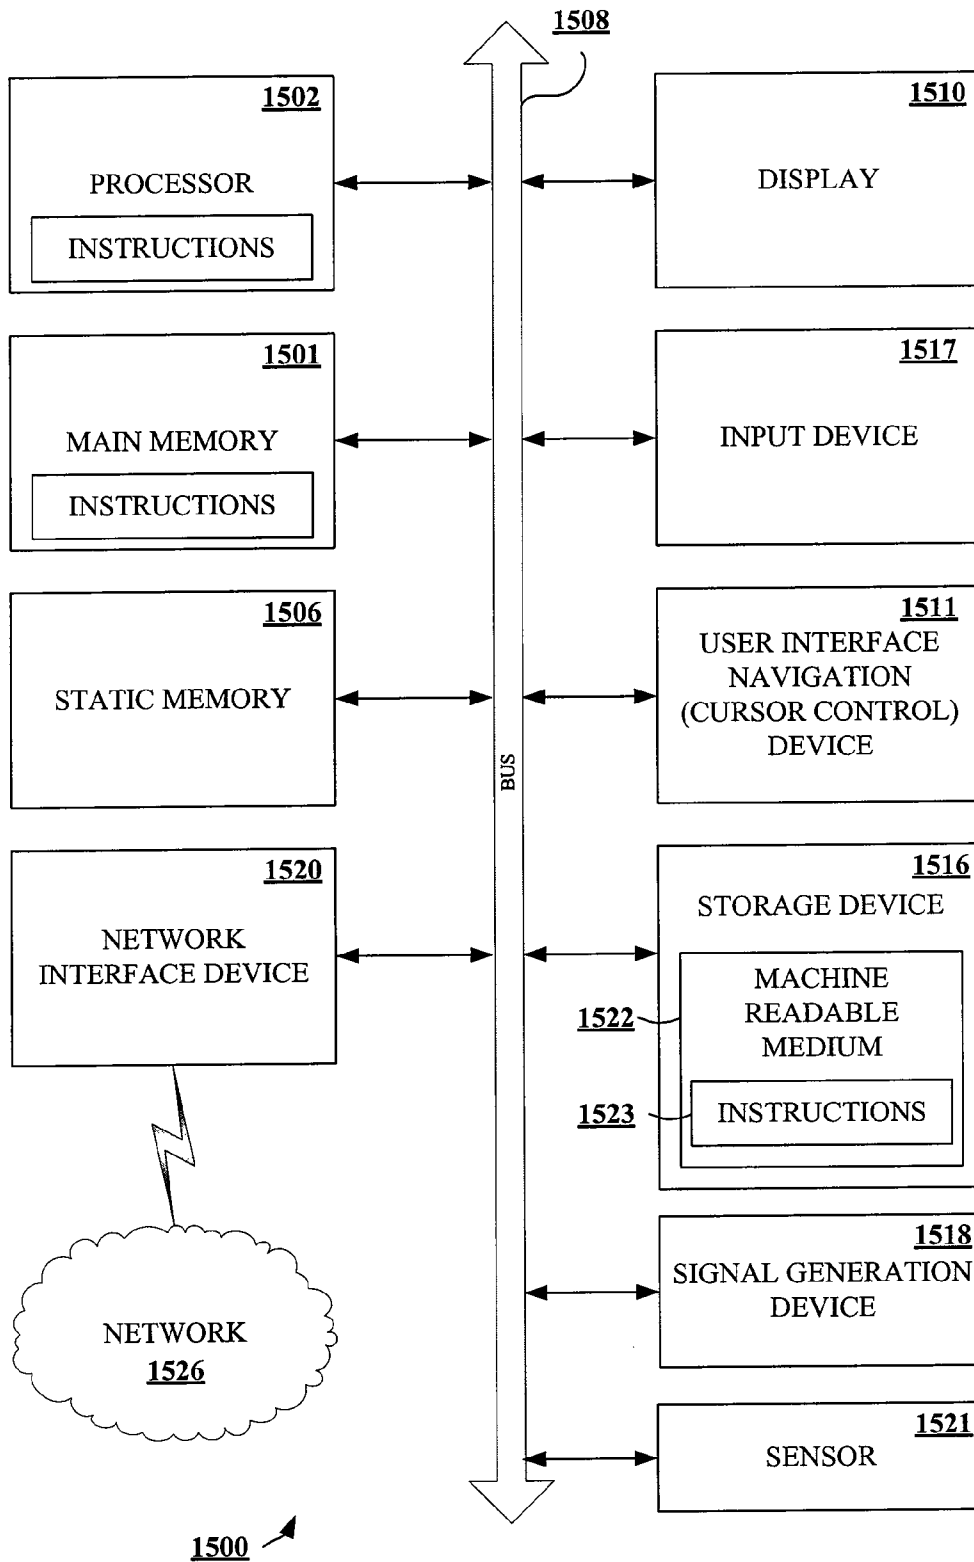 1508
1502
PROCESSOR
INSTRUCTIONS
1510
DISPLAY
1501
MAIN MEMORY
INSTRUCTIONS
1517
INPUT DEVICE
1506
STATIC MEMORY
1511
USER INTERFACE
NAVIGATION
(CURSOR CONTROL)
DEVICE
BUS
1520
NETWORK
INTERFACE DEVICE
1516
STORAGE DEVICE
MACHINE
READABLE
MEDIUM
1522
INSTRUCTIONS
1523
NETWORK
1526
1518
SIGNAL GENERATION
DEVICE
1521
SENSOR
1500